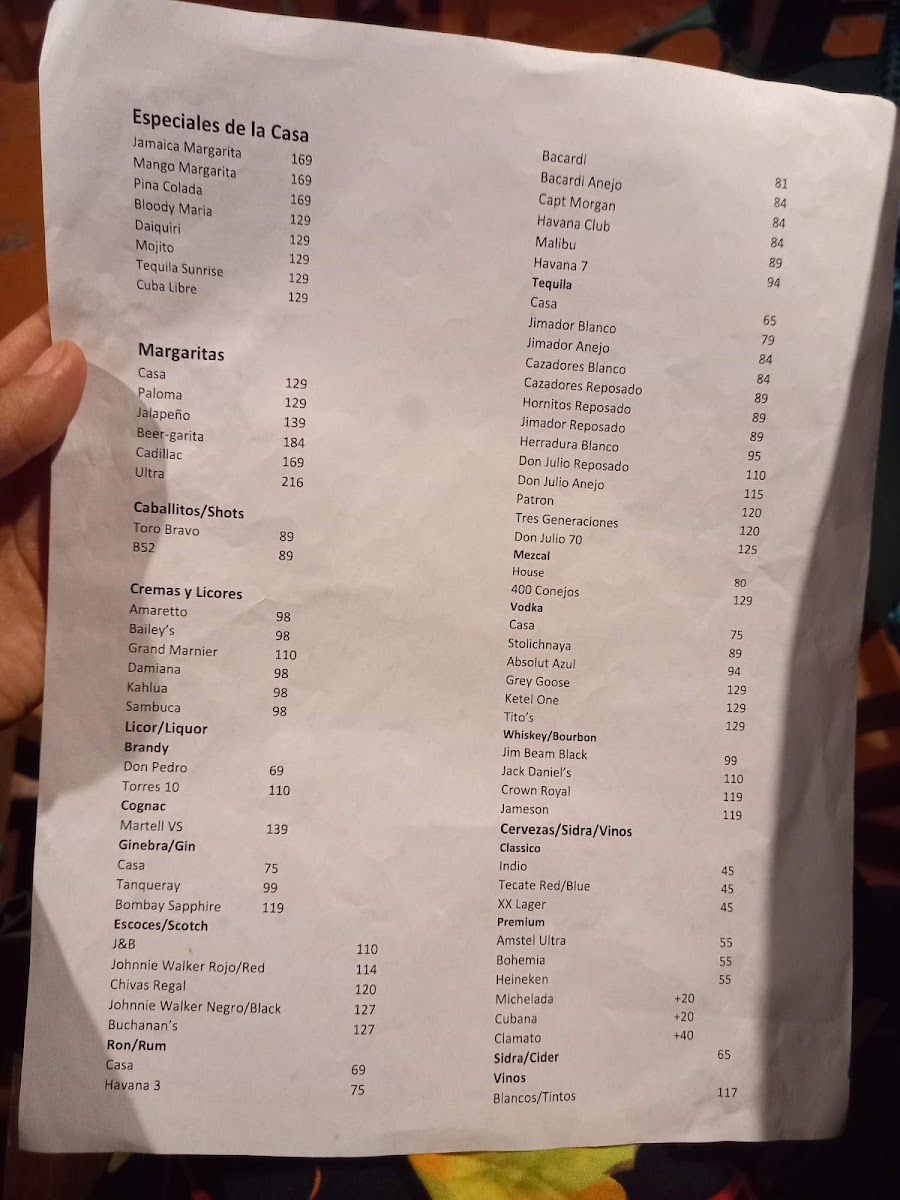 Especiales de la Casa
Jamaica Margarita 169
Mango Margarita 169
Pina Colada 169
Bloody Maria 129
Daiquiri 129
Mojito 129
Tequila Sunrise 129
Cuba Libre 129
Margaritas
Casa 129
Paloma 129
Jalapeño 139
Beer-garita 184
Cadillac 169
Ultra 216
Caballitos/Shots
Toro Bravo 89
B52 89
Cremas y Licores
Amaretto 98
Bailey's 98
Grand Marnier 110
Damiana 98
Kahlua 98
Sambuca 98
Licor/Liquor
Brandy
Don Pedro 69
Torres 10 110
Cognac
Martell VS 139
Ginebra/Gin
Casa 75
Tanqueray 99
Bombay Sapphire 119
Escoces/Scotch
J&B 110
Johnnie Walker Rojo/Red 114
Chivas Regal 120
Johnnie Walker Negro/Black 127
Buchanan's 127
Ron/Rum
Casa 69
Havana 3 75
Bacardi 81
Bacardi Anejo 84
Capt Morgan 84
Havana Club 84
Malibu 89
Havana 7 94
Tequila
Casa 65
Jimador Blanco 79
Jimador Anejo 84
Cazadores Blanco 84
Cazadores Reposado 89
Hornitos Reposado 89
Jimador Reposado 89
Herradura Blanco 95
Don Julio Reposado 110
Don Julio Anejo 115
Patron 120
Tres Generaciones 120
Don Julio 70 125
Mezcal
House 80
400 Conejos 129
Vodka
Casa 75
Stolichnaya 89
Absolut Azul 94
Grey Goose 129
Ketel One 129
Tito's 129
Whiskey/Bourbon
Jim Beam Black 99
Jack Daniel's 110
Crown Royal 119
Jameson 119
Cervezas/Sidra/Vinos
Classico
Indio 45
Tecate Red/Blue 45
XX Lager 45
Premium
Amstel Ultra 55
Bohemia 55
Heineken 55
Michelada +20
Cubana +20
Clamato +40
Sidra/Cider 65
Vinos
Blancos/Tintos 117